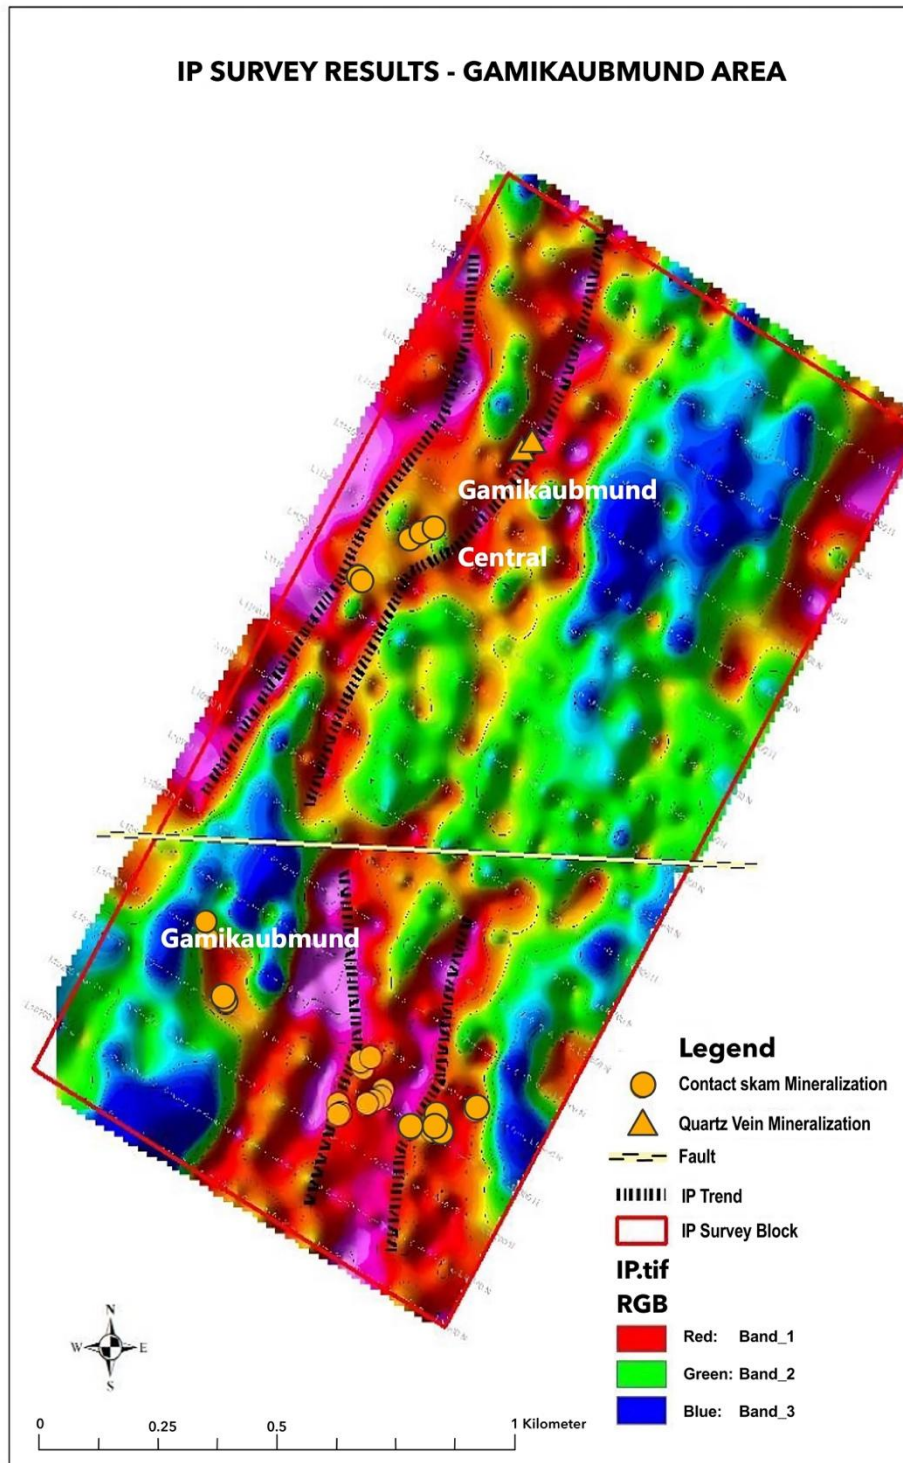 IP SURVEY RESULTS - GAMIKAUBMUND AREA
Gamikaubmund
Central
Gamikaubmund
Legend
Contact skam Mineralization
Quartz Vein Mineralization
Fault
IP Trend
IP Survey Block
IP.tif
RGB
Red: Band_1
Green: Band_2
Blue: Band_3
N
W E
S
0 0.25 0.5 1 Kilometer